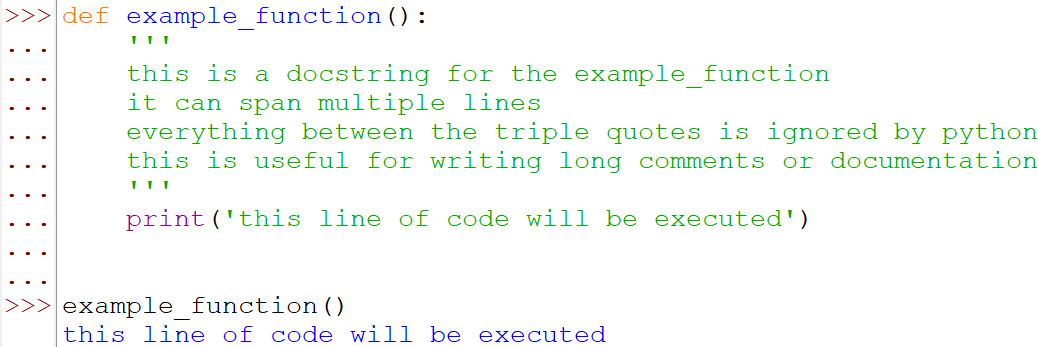 >>> def example_function():
...     '''
...     this is a docstring for the example_function
...     it can span multiple lines
...     everything between the triple quotes is ignored by python
...     this is useful for writing long comments or documentation
...     '''
...     print('this line of code will be executed')
...
...
>>> example_function()
this line of code will be executed